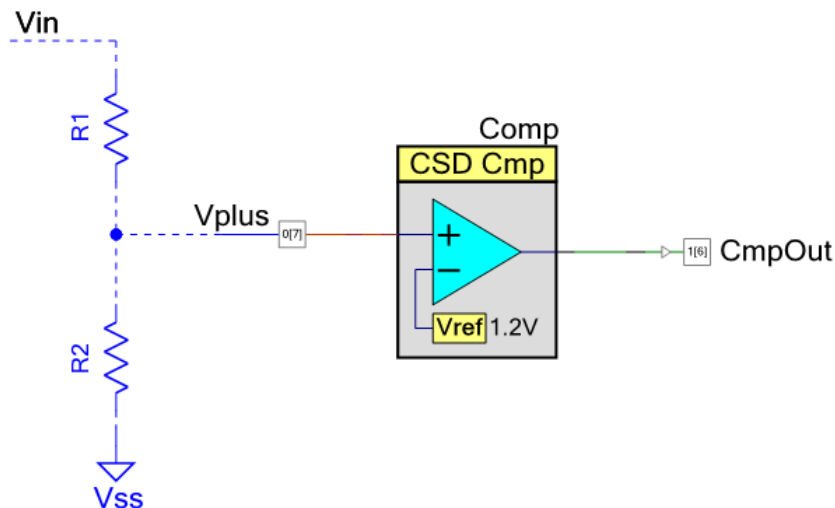 Vin
R1
Comp
CSD Cmp
Vplus
0[7]
+
−
Vref 1.2V
1[6]
CmpOut
R2
Vss